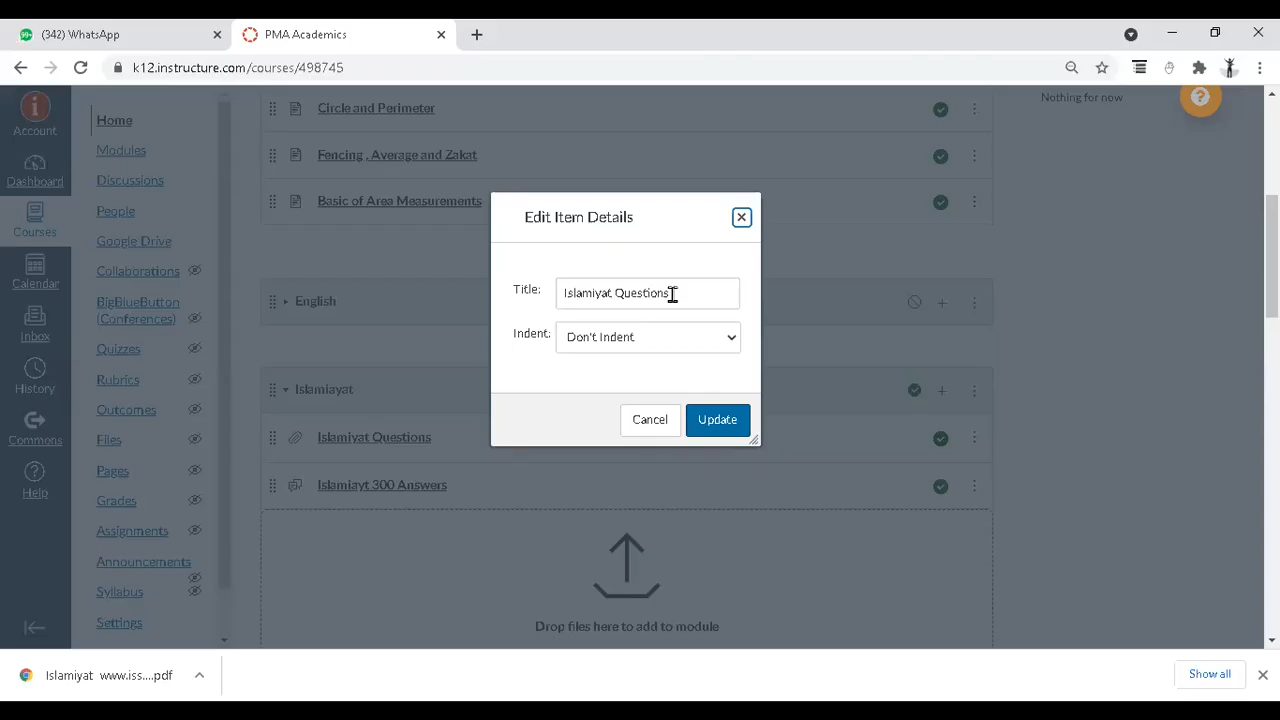 (342) WhatsApp
PMA Academics
k12.instructure.com/courses/498745
Account
Dashboard
Courses
Calendar
Inbox
History
Commons
Help
Home
Modules
Discussions
People
Google Drive
Collaborations
BigBlueButton
(Conferences)
Quizzes
Rubrics
Outcomes
Files
Pages
Grades
Assignments
Announcements
Syllabus
Settings
Circle and Perimeter
Fencing , Average and Zakat
Basic of Area Measurements
English
Islamiayat
Islamiyat Questions
Islamiayt 300 Answers
Drop files here to add to module
Nothing for now
Edit Item Details
Title: Islamiyat Questions
Indent: Don't Indent
Cancel Update
Islamiyat www.iss....pdf
Show all